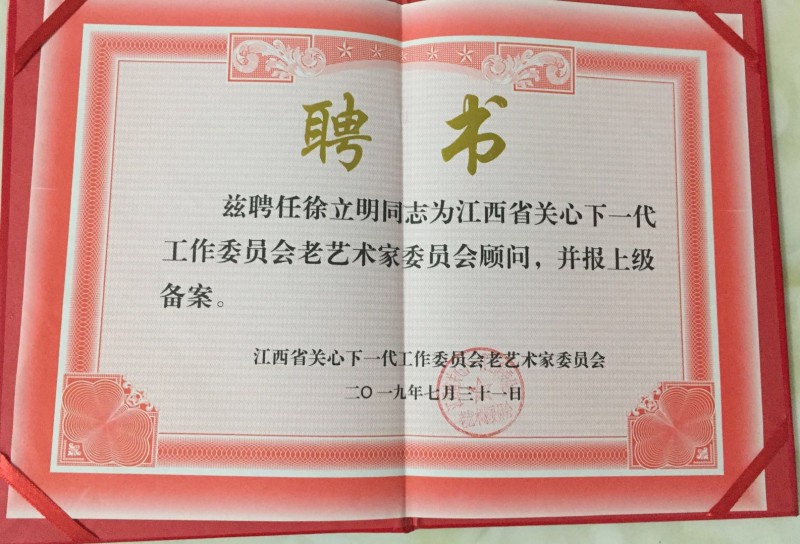 聘书
兹聘任徐立明同志为江西省关心下一代
工作委员会老艺术家委员会顾问，并报上级
备案。
江西省关心下一代工作委员会老艺术家委员会
二〇一九年七月三十一日